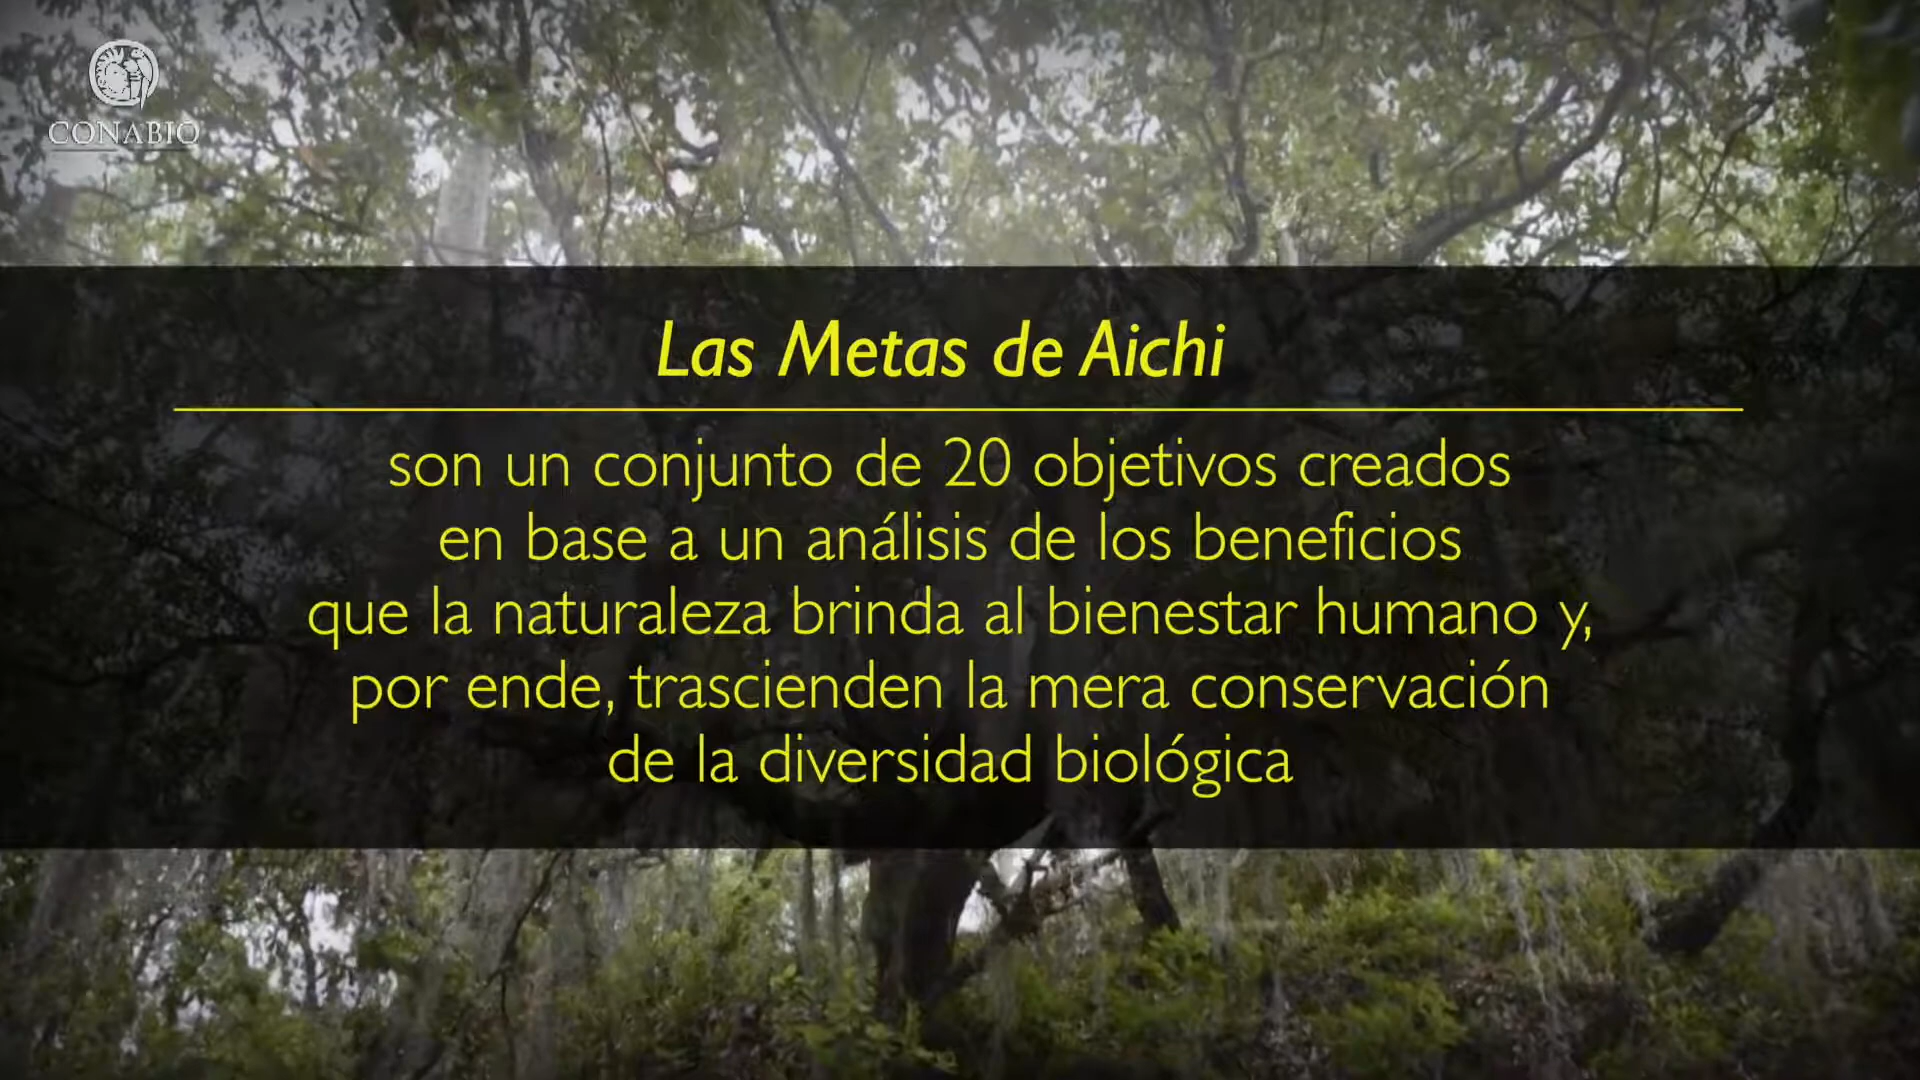 CONABIO
Las Metas de Aichi
son un conjunto de 20 objetivos creados
en base a un análisis de los beneficios
que la naturaleza brinda al bienestar humano y,
por ende, trascienden la mera conservación
de la diversidad biológica